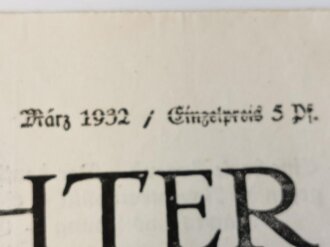 März 1932 / Einzelpreis 5 Pf.
HTER